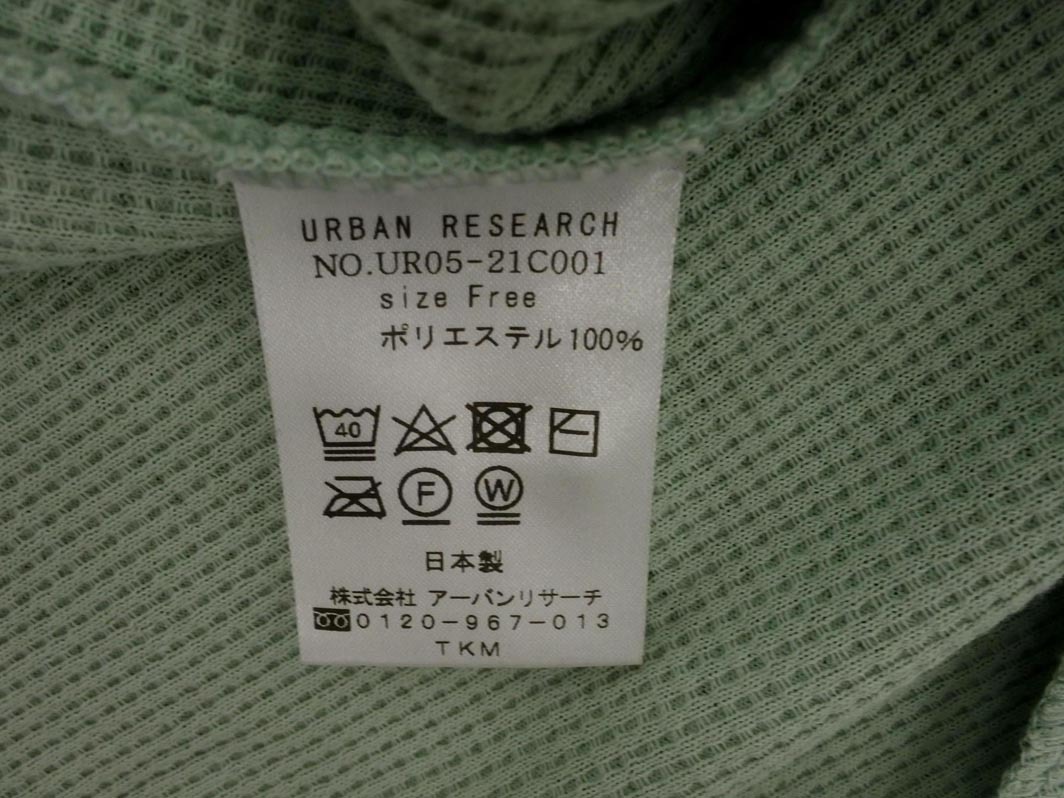 URBAN RESEARCH
NO.UR05-21C001
size Free
ポリエステル100%
40
F W
日本製
株式会社 アーバンリサーチ
0120-967-013
TKM